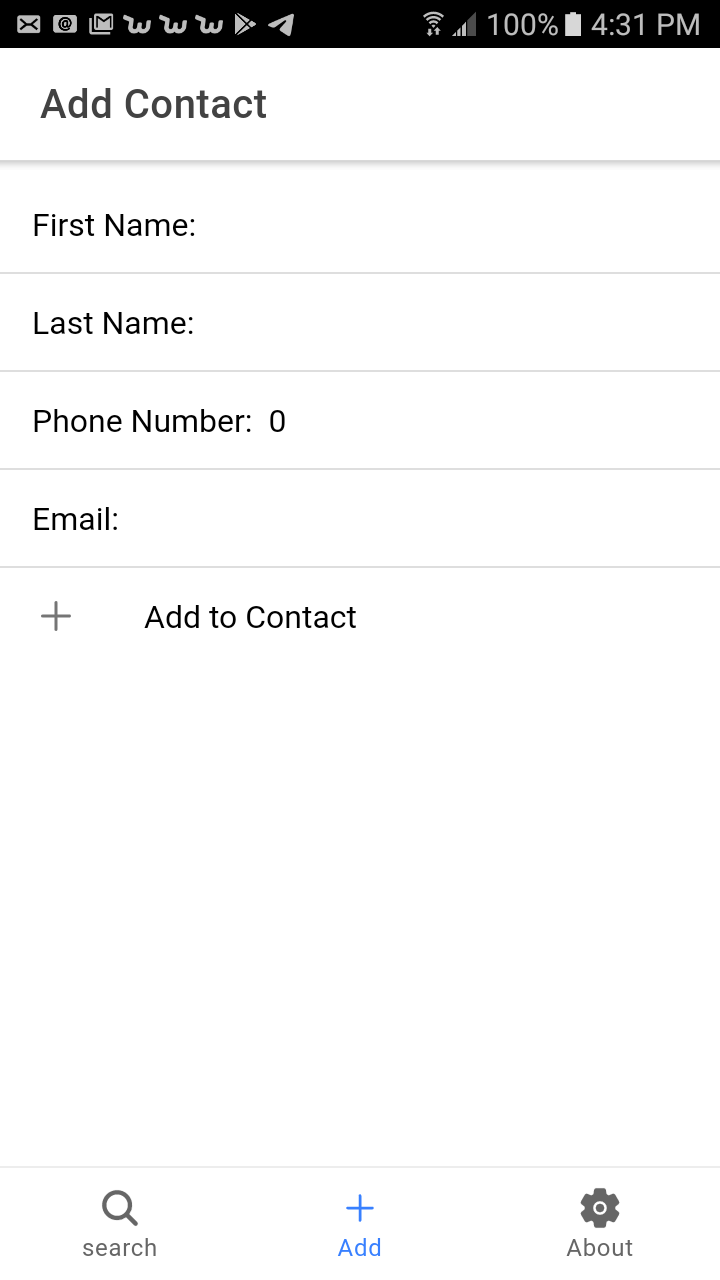 100% 4:31 PM
Add Contact
First Name:
Last Name:
Phone Number: 0
Email:
Add to Contact
search Add About